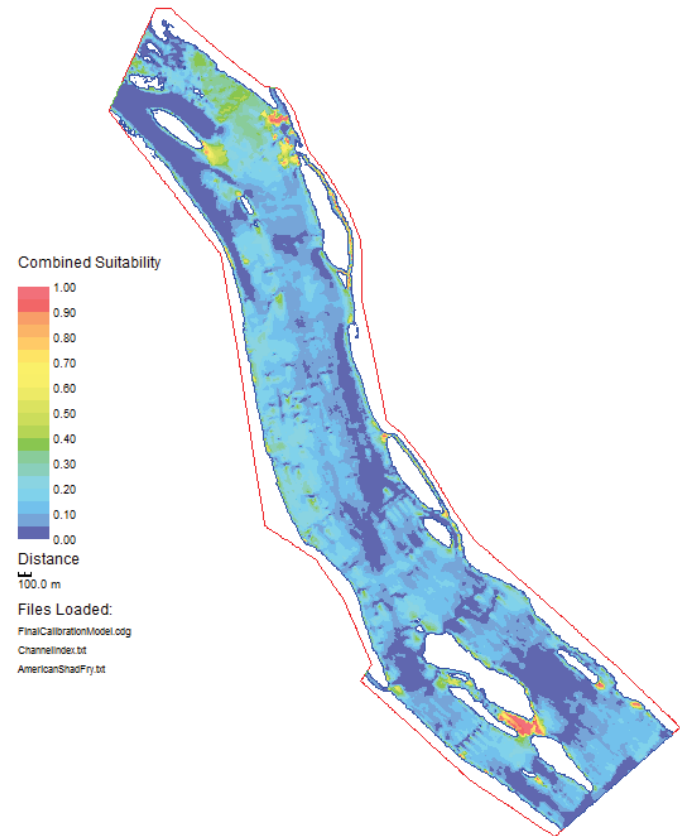 Combined Suitability
1.00
0.90
0.80
0.70
0.60
0.50
0.40
0.30
0.20
0.10
0.00
Distance
100.0 m
Files Loaded:
FinalCalibrationModel.cdg
ChannelIndex.txt
AmericanShadFry.txt